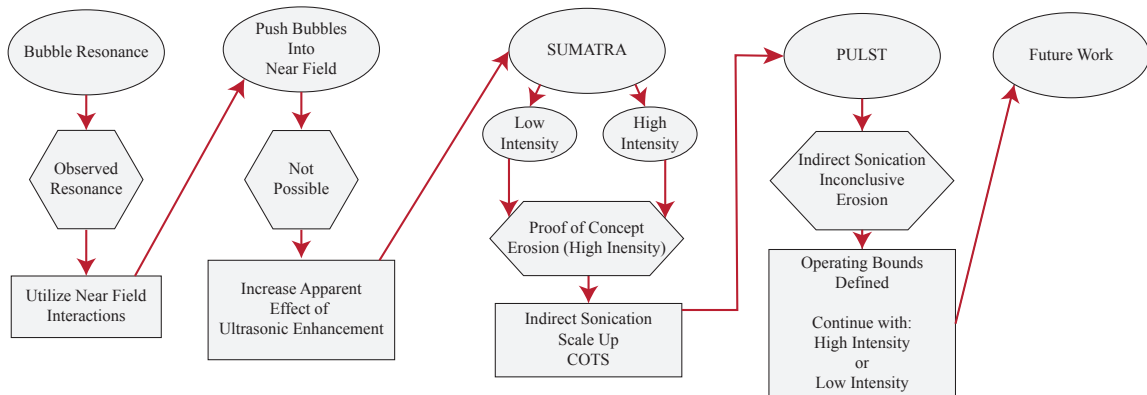 Bubble Resonance
Observed
Resonance
Utilize Near Field
Interactions
Push Bubbles
Into
Near Field
Not
Possible
Increase Apparent
Effect of
Ultrasonic Enhancement
SUMATRA
Low
Intensity
High
Intensity
Proof of Concept
Erosion (High Inensity)
Indirect Sonication
Scale Up
COTS
PULST
Indirect Sonication
Inconclusive
Erosion
Operating Bounds
Defined
Continue with:
High Intensity
or
Low Intensity
Future Work